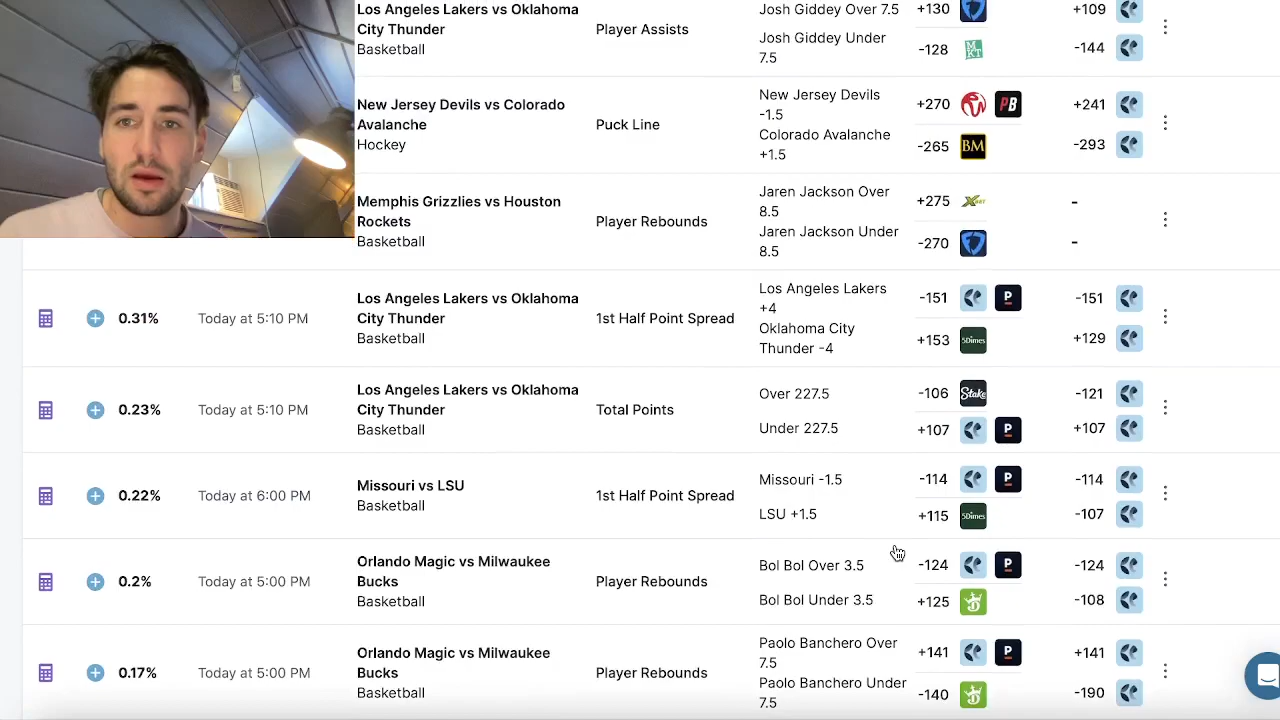 Los Angeles Lakers vs Oklahoma
City Thunder
Basketball
Player Assists
Josh Giddey Over 7.5
Josh Giddey Under
7.5
+130
-128
MKT
+109
-144
New Jersey Devils vs Colorado
Avalanche
Hockey
Puck Line
New Jersey Devils
-1.5
Colorado Avalanche
+1.5
+270
RW
PB
-265
BM
+241
-293
Memphis Grizzlies vs Houston
Rockets
Basketball
Player Rebounds
Jaren Jackson Over
8.5
Jaren Jackson Under
8.5
+275
XBET
-270
-
-
0.31%
Today at 5:10 PM
Los Angeles Lakers vs Oklahoma
City Thunder
Basketball
1st Half Point Spread
Los Angeles Lakers
+4
Oklahoma City
Thunder -4
-151
P
+153
5Dimes
-151
+129
0.23%
Today at 5:10 PM
Los Angeles Lakers vs Oklahoma
City Thunder
Basketball
Total Points
Over 227.5
Under 227.5
-106
Stake
+107
P
-121
+107
0.22%
Today at 6:00 PM
Missouri vs LSU
Basketball
1st Half Point Spread
Missouri -1.5
LSU +1.5
-114
P
+115
5Dimes
-114
-107
0.2%
Today at 5:00 PM
Orlando Magic vs Milwaukee
Bucks
Basketball
Player Rebounds
Bol Bol Over 3.5
Bol Bol Under 3.5
-124
P
+125
-124
-108
0.17%
Today at 5:00 PM
Orlando Magic vs Milwaukee
Bucks
Basketball
Player Rebounds
Paolo Banchero Over
7.5
Paolo Banchero Under
7.5
+141
P
-140
+141
-190